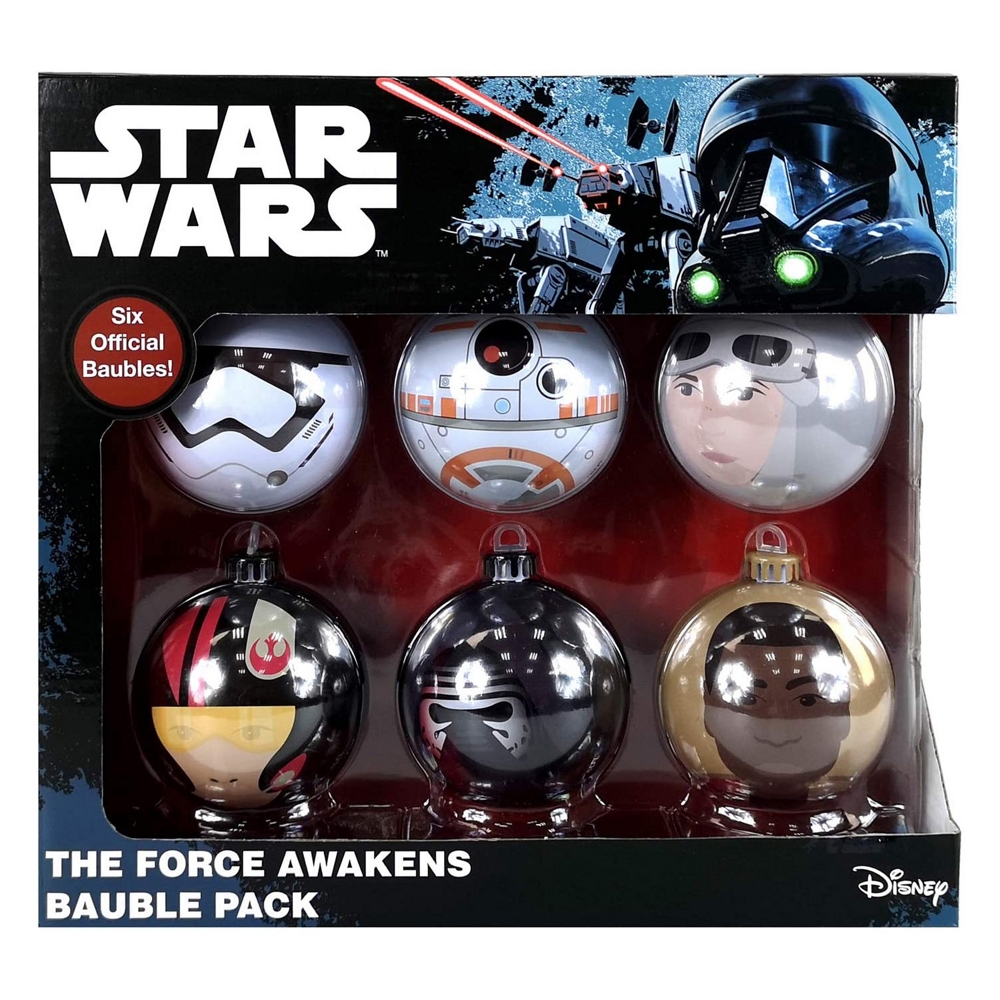 STAR
WARS
TM
Six
Official
Baubles!
THE FORCE AWAKENS
BAUBLE PACK
Disney